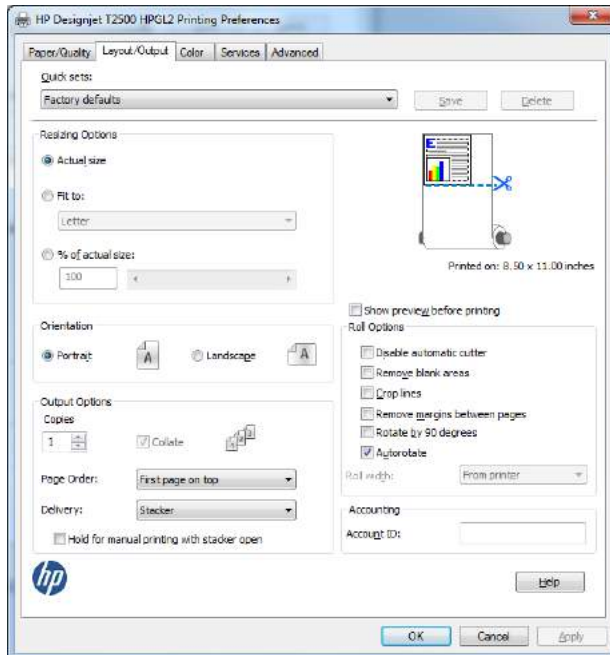 HP Designjet T2500 HPGL2 Printing Preferences
Paper/Quality Layout/Output Color Services Advanced
Quick sets:
Factory defaults Save Delete
Resizing Options
Actual size
Fit to:
Letter
% of actual size:
100
E
Printed on: 8.50 x 11.00 inches
Show preview before printing
Orientation
Portrait A Landscape A
Roll Options
Disable automatic cutter
Remove blank areas
Crop lines
Remove margins between pages
Rotate by 90 degrees
Autorotate
Roll width: From printer
Output Options
Copies
1 Collate
Page Order: First page on top
Delivery: Stacker
Hold for manual printing with stacker open
Accounting
Account ID:
hp
Help
OK Cancel Apply